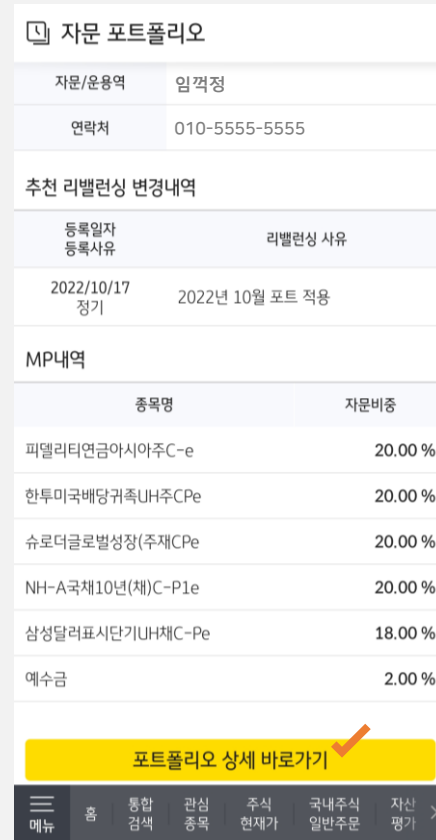 자문 포트폴리오
자문/운용역 임꺽정
연락처 010-5555-5555
추천 리밸런싱 변경내역
등록일자
등록사유
리밸런싱 사유
2022/10/17
정기
2022년 10월 포트 적용
MP내역
종목명 자문비중
피델리티연금아시아주C-e 20.00 %
한투미국배당귀족UH주CPe 20.00 %
슈로더글로벌성장(주재CPe 20.00 %
NH-A국채10년(채)C-P1e 20.00 %
삼성달러표시단기UH채C-Pe 18.00 %
예수금 2.00 %
포트폴리오 상세 바로가기
메뉴
홈
통합
검색
관심
종목
주식
현재가
국내주식
일반주문
자산
평가